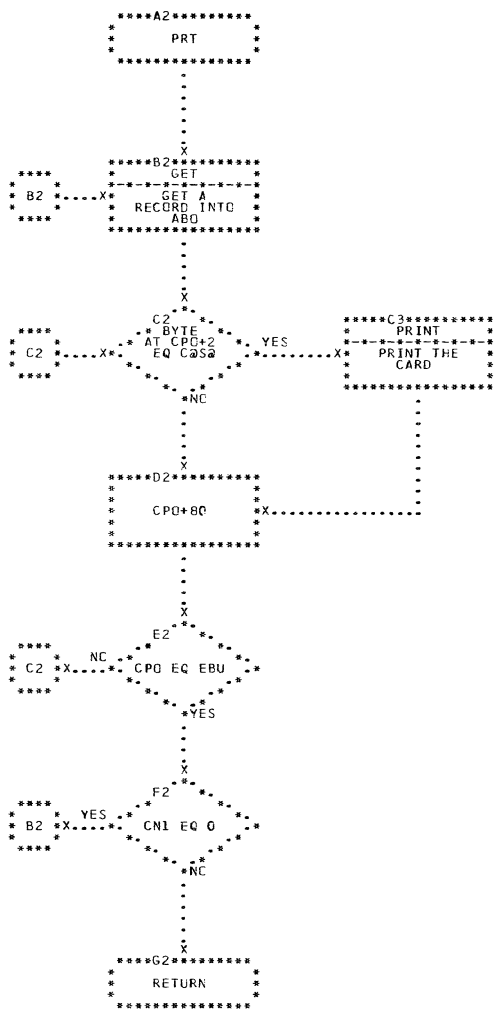 A2
PRT
B2
GET
B2
GET A
RECORD INTO
ABO
C2
BYTE
AT CPO+2
EQ C@S@
C2
YES
C3
PRINT
PRINT THE
CARD
NO
D2
CPO+80
E2
NO
C2
CPO EQ EBU
YES
F2
YES
B2
CN1 EQ 0
NO
G2
RETURN